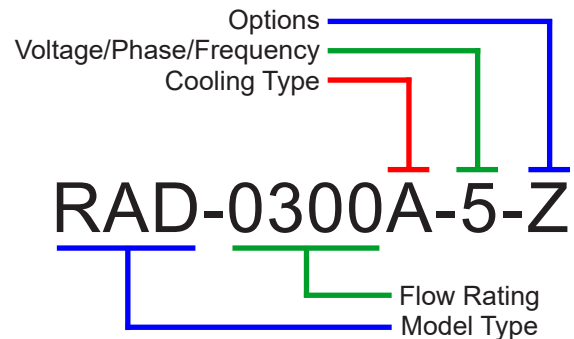 Options
Voltage/Phase/Frequency
Cooling Type
RAD-0300A-5-Z
Flow Rating
Model Type